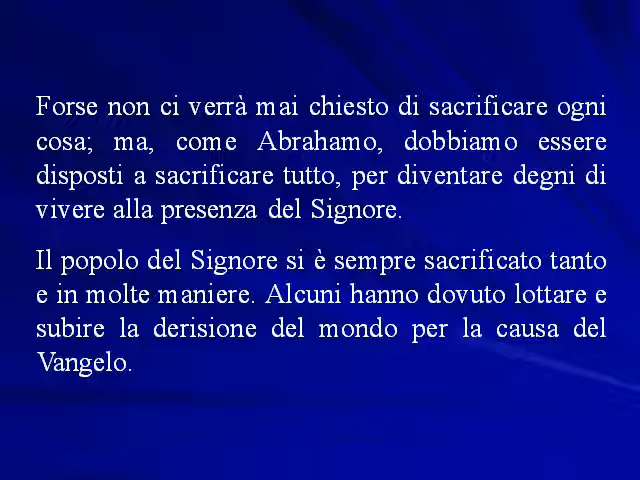 Forse non ci verrà mai chiesto di sacrificare ogni
cosa; ma, come Abrahamo, dobbiamo essere
disposti a sacrificare tutto, per diventare degni di
vivere alla presenza del Signore.
Il popolo del Signore si è sempre sacrificato tanto
e in molte maniere. Alcuni hanno dovuto lottare e
subire la derisione del mondo per la causa del
Vangelo.